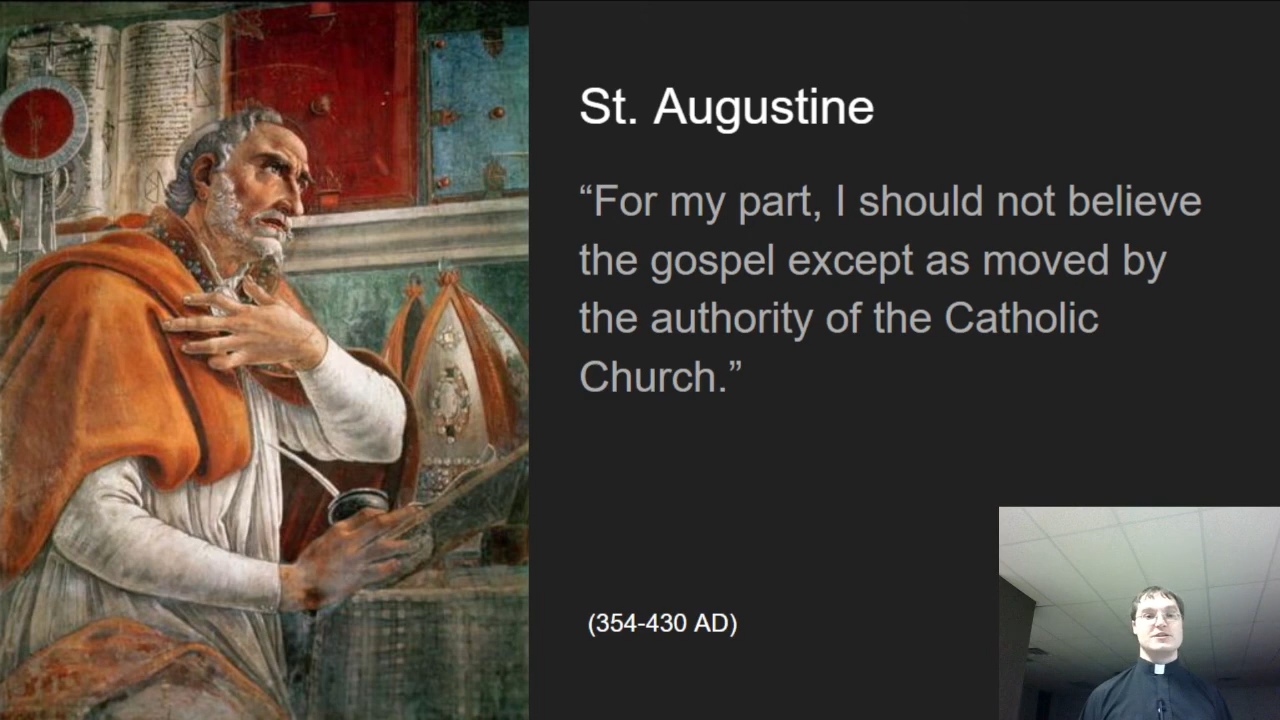 St. Augustine
“For my part, I should not believe
the gospel except as moved by
the authority of the Catholic
Church.”
(354-430 AD)